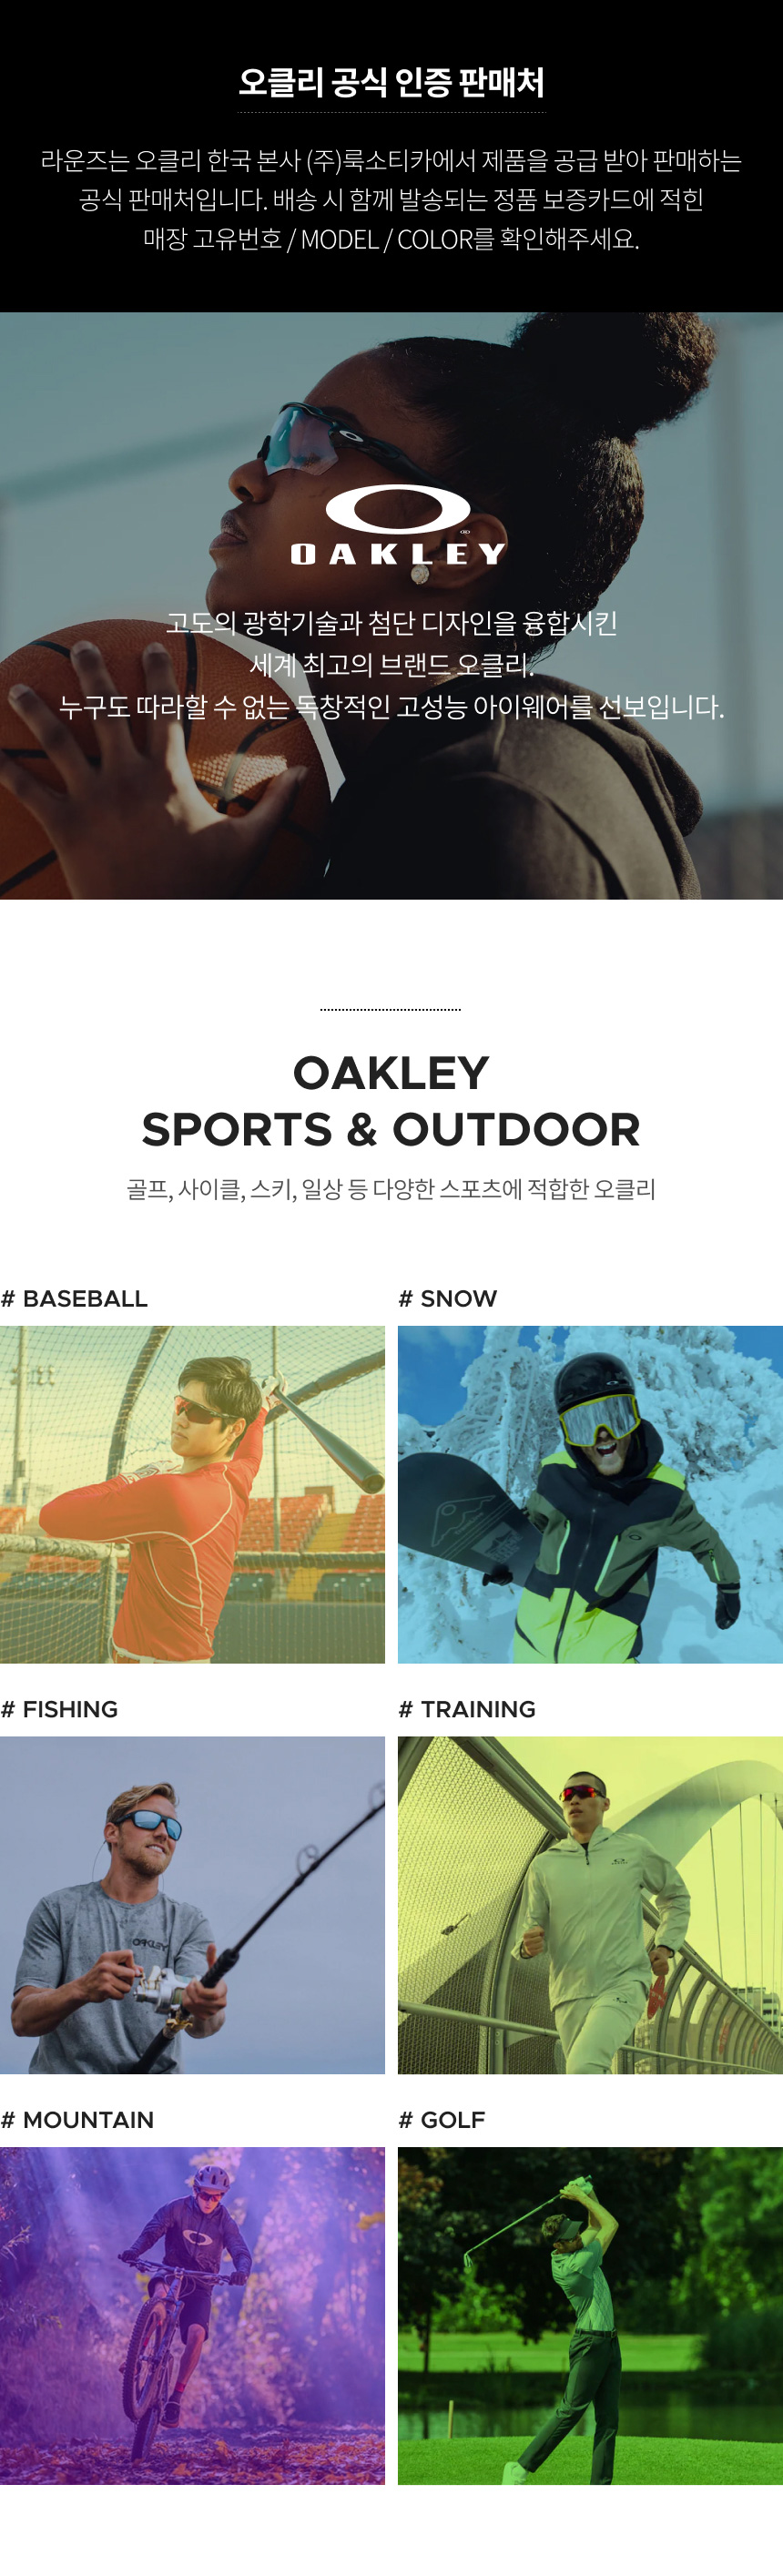 오클리 공식 인증 판매처
라운즈는 오클리 한국 본사 (주)룩소티카에서 제품을 공급 받아 판매하는
공식 판매처입니다. 배송 시 함께 발송되는 정품 보증카드에 적힌
매장 고유번호 / MODEL / COLOR를 확인해주세요.
OAKLEY
고도의 광학기술과 첨단 디자인을 융합시킨
세계 최고의 브랜드 오클리.
누구도 따라할 수 없는 독창적인 고성능 아이웨어를 선보입니다.
OAKLEY
SPORTS & OUTDOOR
골프, 사이클, 스키, 일상 등 다양한 스포츠에 적합한 오클리
# BASEBALL
# SNOW
# FISHING
# TRAINING
OAKLEY
# MOUNTAIN
# GOLF